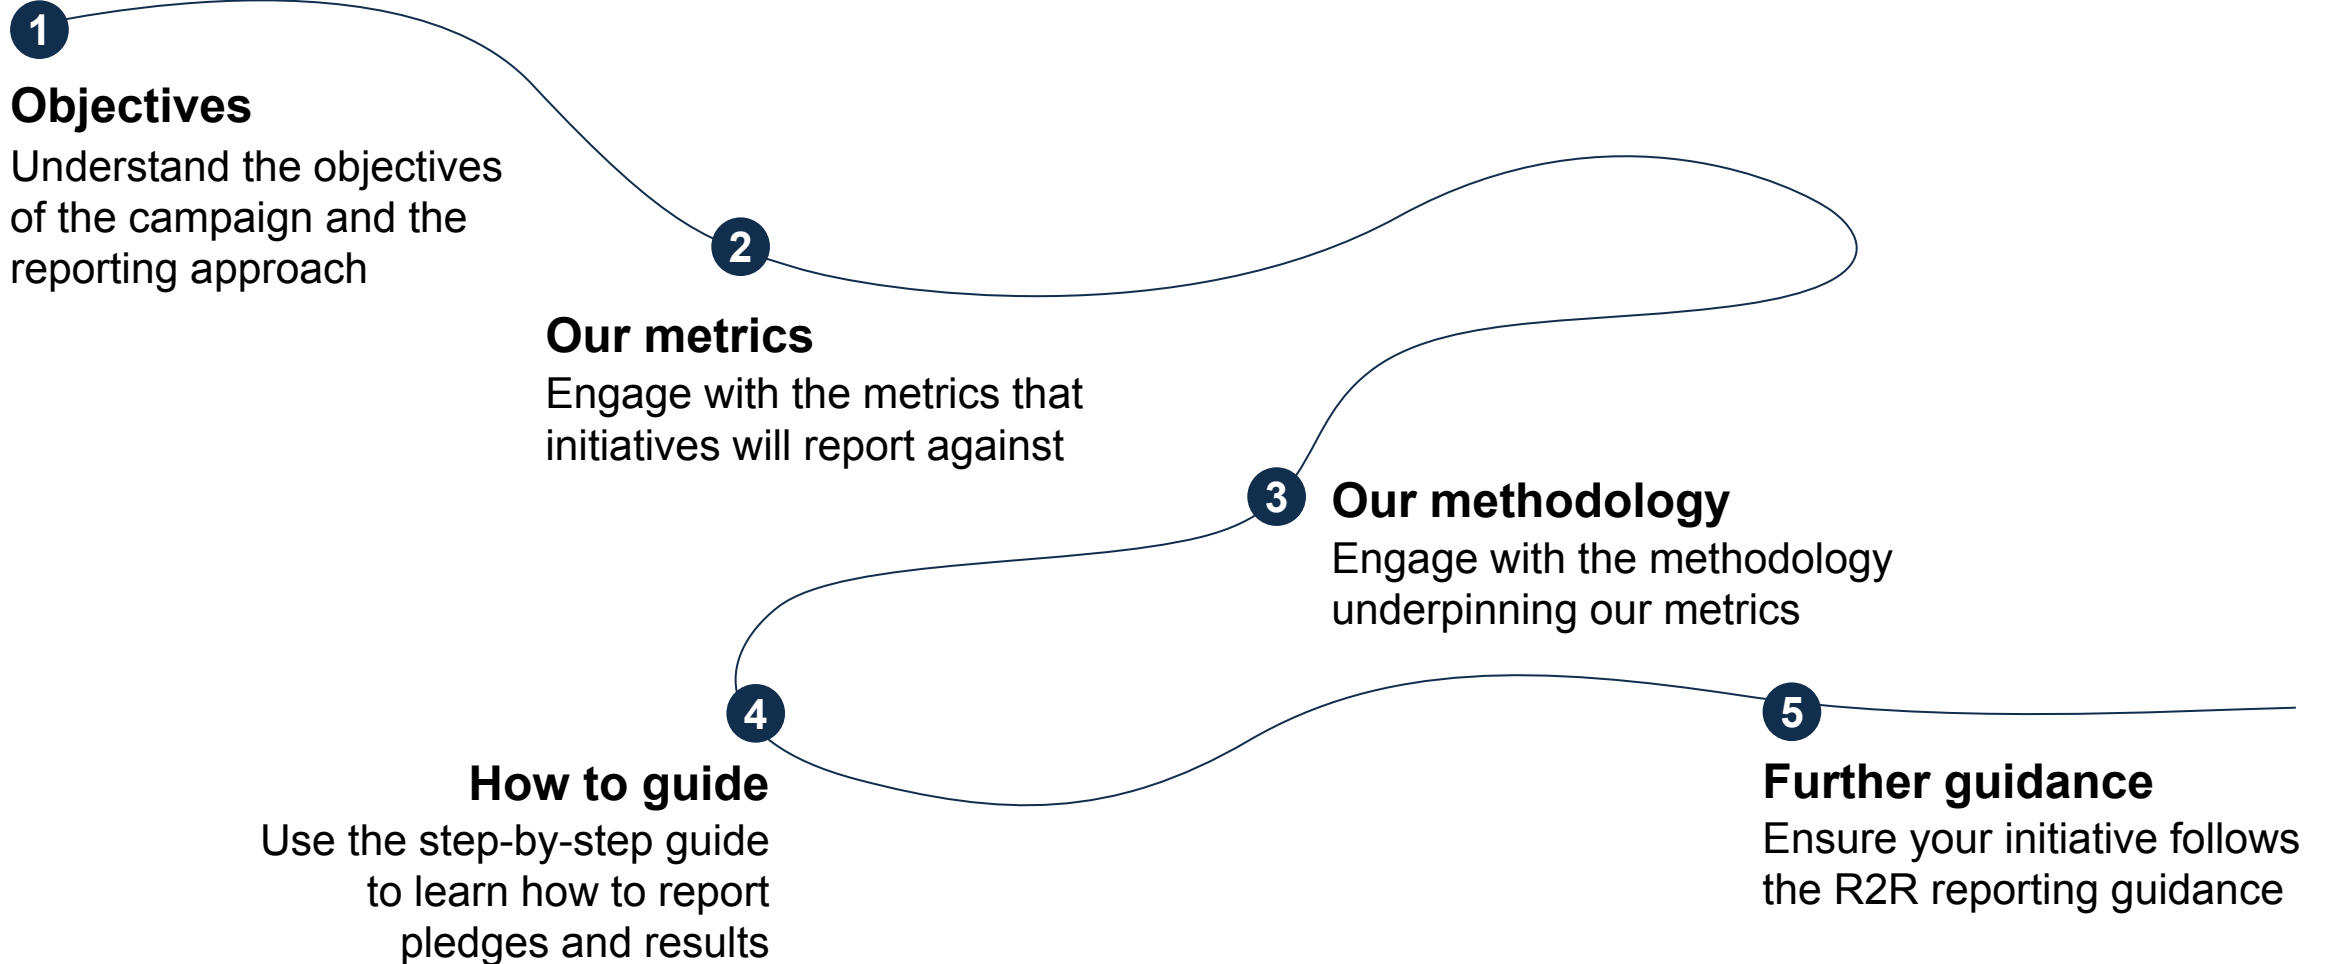 1
Objectives
Understand the objectives
of the campaign and the
reporting approach
2
Our metrics
Engage with the metrics that
initiatives will report against
3
Our methodology
Engage with the methodology
underpinning our metrics
4
How to guide
Use the step-by-step guide
to learn how to report
pledges and results
5
Further guidance
Ensure your initiative follows
the R2R reporting guidance